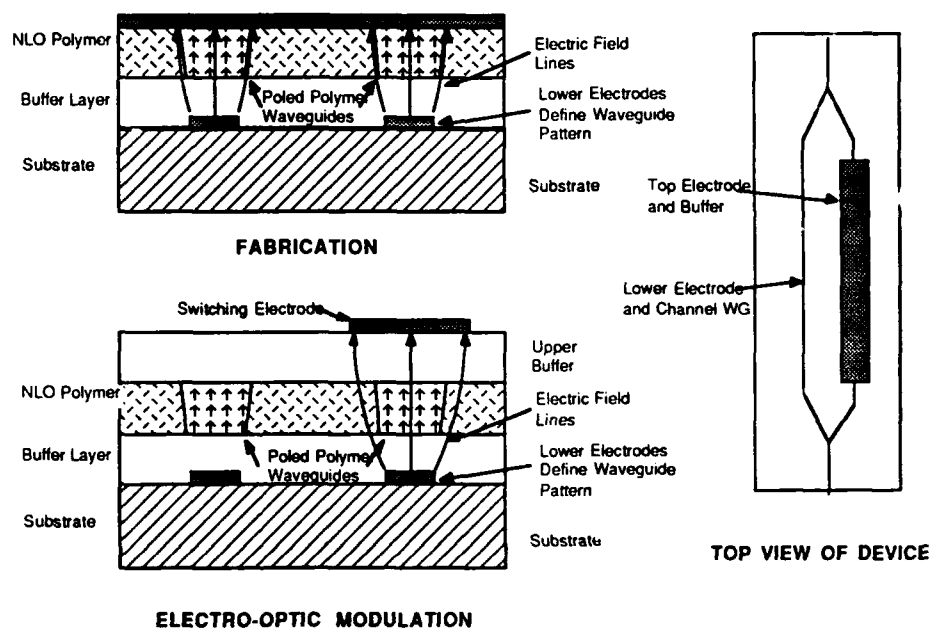 NLO Polymer
Electric Field
Lines
Buffer Layer
Poled Polymer
Waveguides
Lower Electrodes
Define Waveguide
Pattern
Substrate
Substrate
FABRICATION
Switching Electrode
Upper
Buffer
NLO Polymer
Electric Field
Lines
Buffer Layer
Poled Polymer
Waveguides
Lower Electrodes
Define Waveguide
Pattern
Substrate
Substrate
ELECTRO-OPTIC MODULATION
Top Electrode
and Buffer
Lower Electrode
and Channel WG
TOP VIEW OF DEVICE